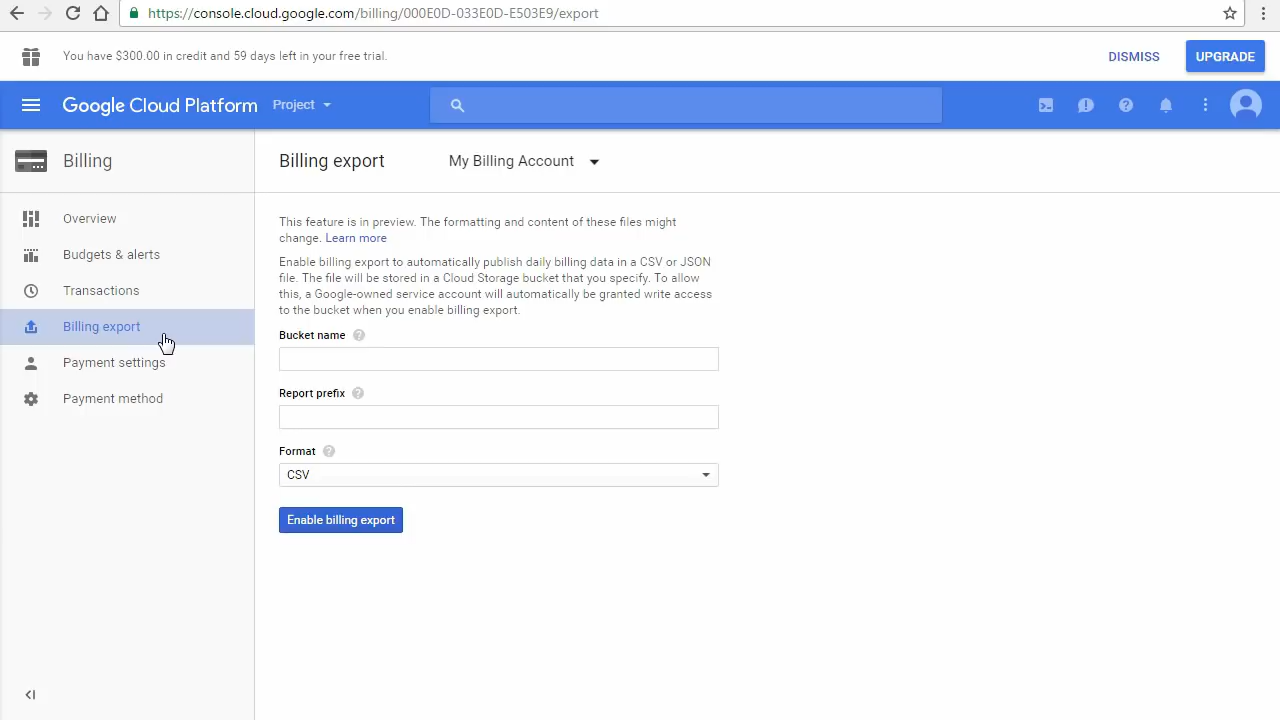 https://console.cloud.google.com/billing/000E0D-033E0D-E503E9/export
You have $300.00 in credit and 59 days left in your free trial.
DISMISS
UPGRADE
Google Cloud Platform
Project
Billing
Billing export
My Billing Account
Overview
Budgets & alerts
Transactions
Billing export
Payment settings
Payment method
This feature is in preview. The formatting and content of these files might
change. Learn more
Enable billing export to automatically publish daily billing data in a CSV or JSON
file. The file will be stored in a Cloud Storage bucket that you specify. To allow
this, a Google-owned service account will automatically be granted write access
to the bucket when you enable billing export.
Bucket name
Report prefix
Format
CSV
Enable billing export